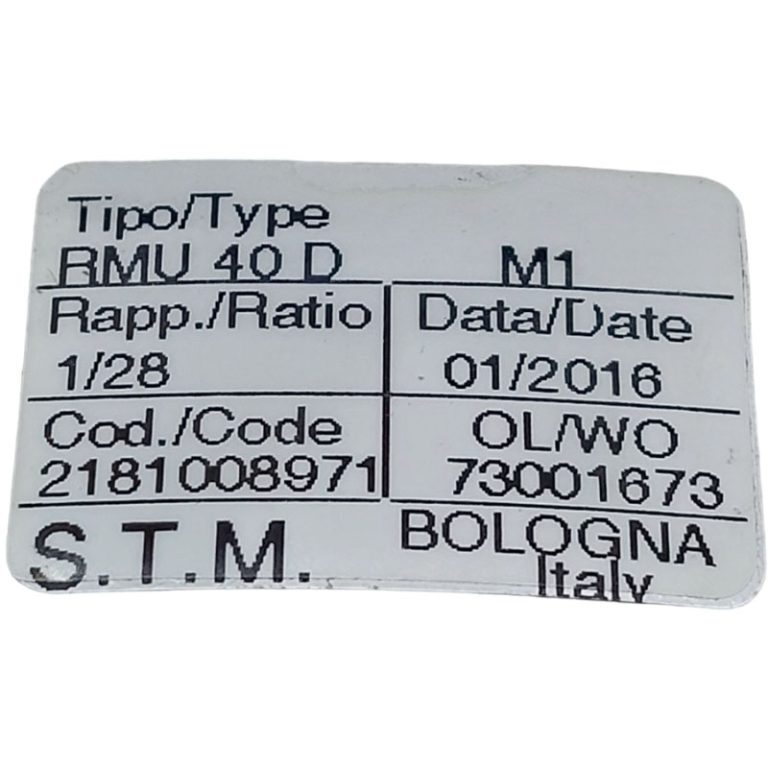 Tipo/Type
RMU 40 D M1
Rapp./Ratio Data/Date
1/28 01/2016
Cod./Code OL/WO
2181008971 73001673
S.T.M. BOLOGNA
Italy